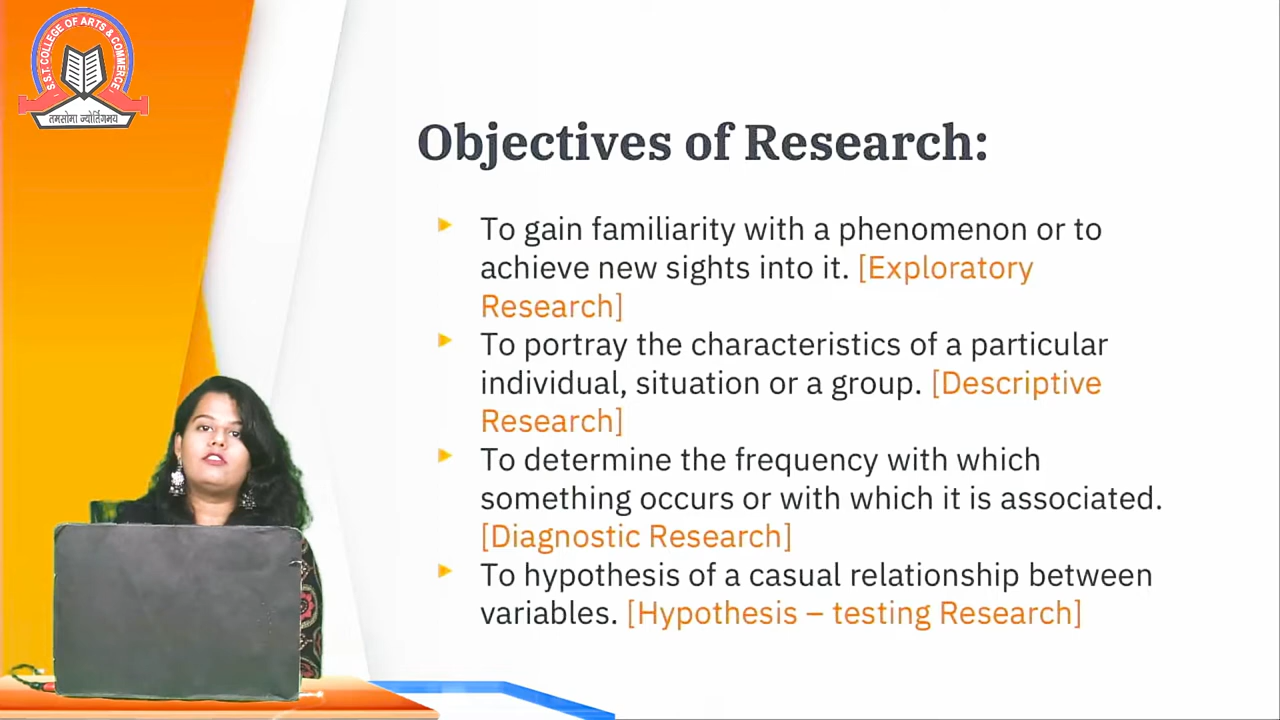 S.S.T. COLLEGE OF ARTS & COMMERCE
तमसोमा ज्योर्तिगमय
Objectives of Research:
To gain familiarity with a phenomenon or to
achieve new sights into it. [Exploratory
Research]
To portray the characteristics of a particular
individual, situation or a group. [Descriptive
Research]
To determine the frequency with which
something occurs or with which it is associated.
[Diagnostic Research]
To hypothesis of a casual relationship between
variables. [Hypothesis – testing Research]